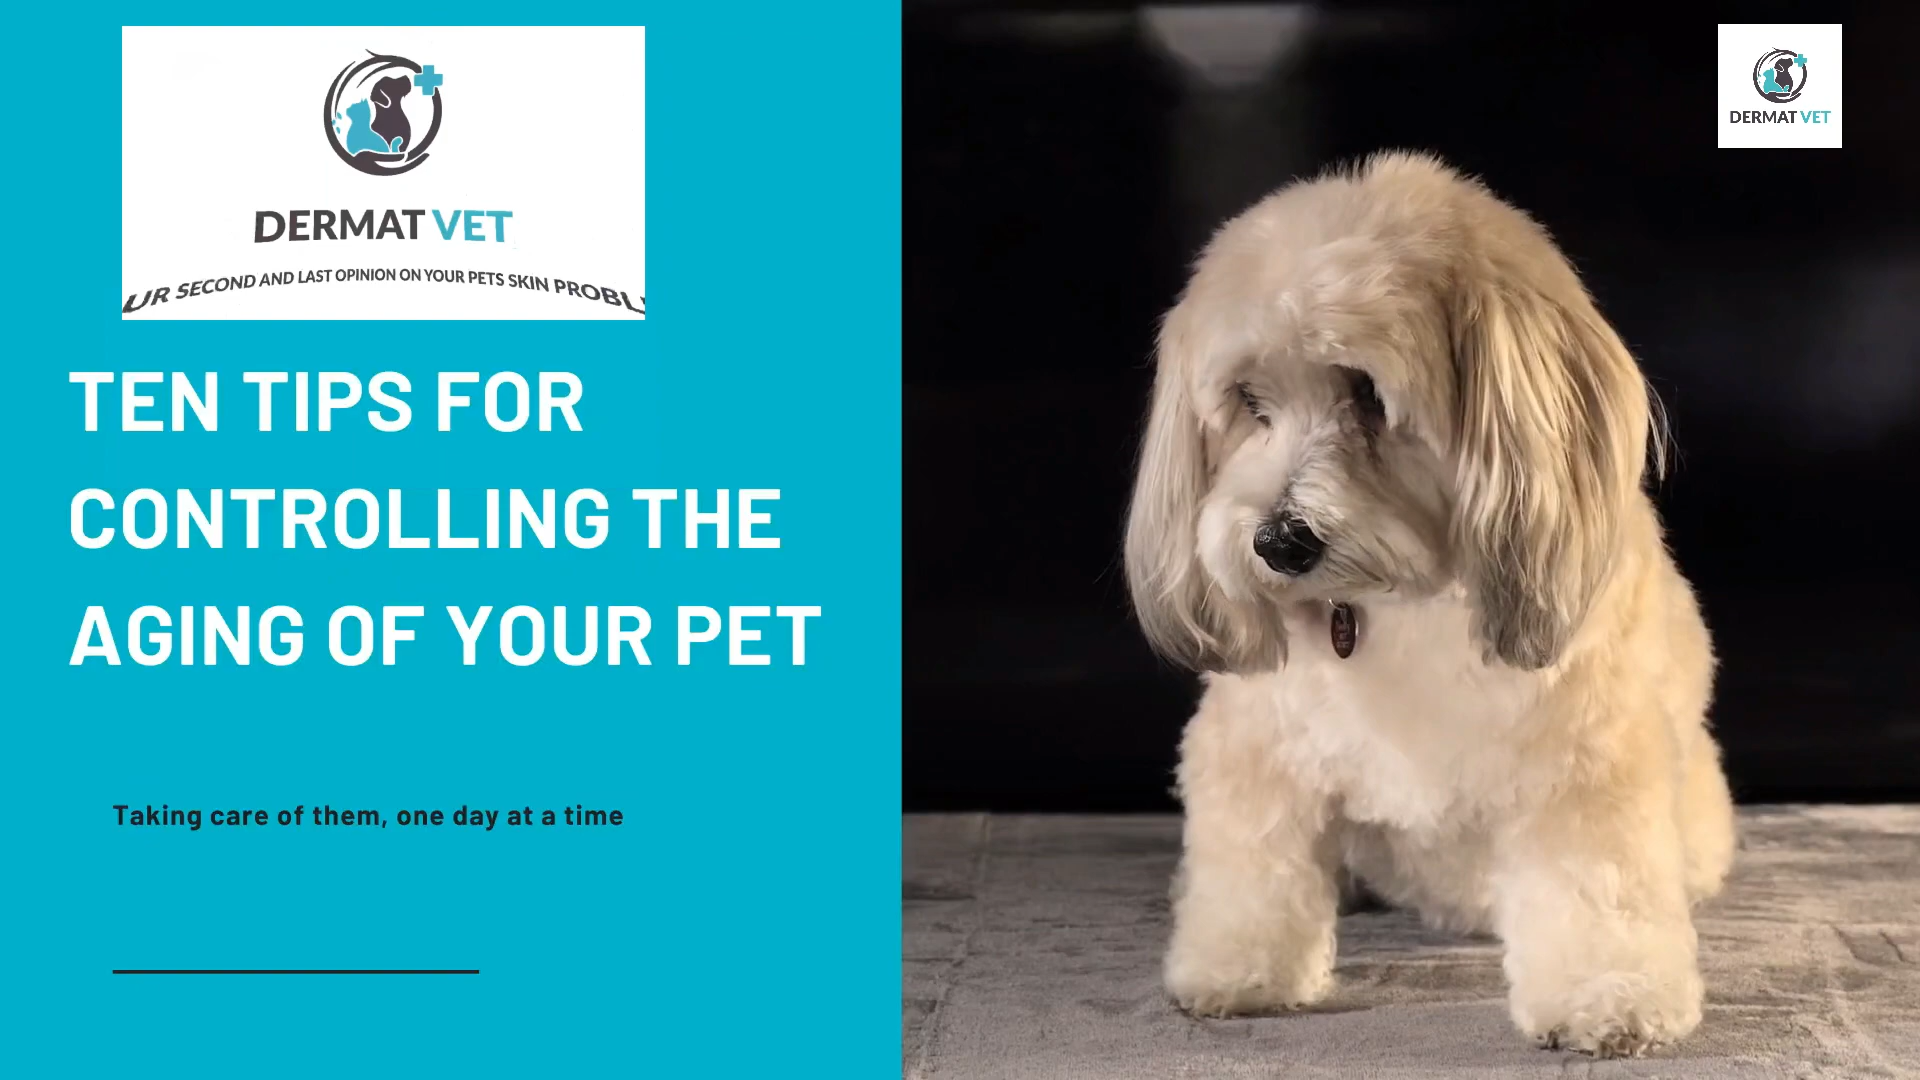 DERMAT VET
UR SECOND AND LAST OPINION ON YOUR PETS SKIN
TEN TIPS FOR
CONTROLLING THE
AGING OF YOUR PET
Taking care of them, one day at a time
DERMAT VET